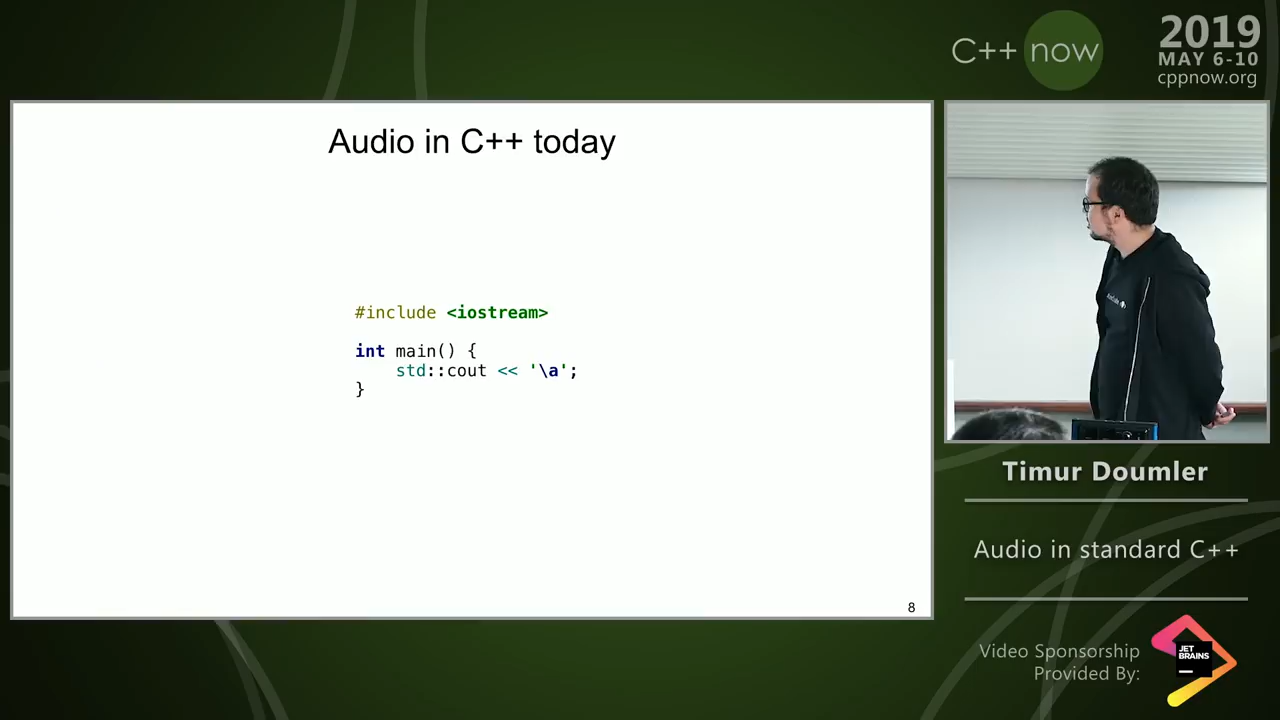 C++ now
2019
MAY 6-10
cppnow.org
Audio in C++ today
#include <iostream>
int main() {
    std::cout << '\a';
}
8
Timur Doumler
Audio in standard C++
Video Sponsorship
Provided By:
JET
BRAINS